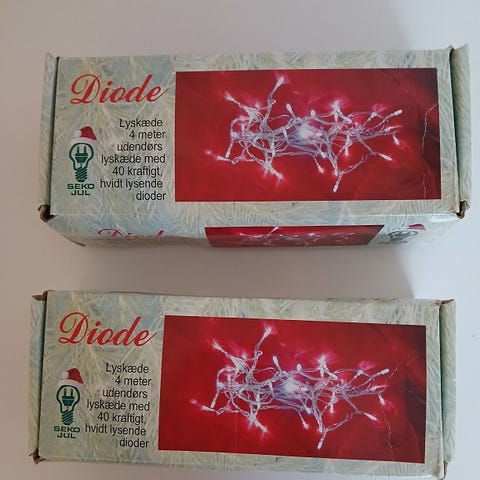 Diode
Lyskæde
4 meter
udendørs
lyskæde med
40 kraftigt,
hvidt lysende
dioder
SEKO
JUL
Diode
Diode
Lyskæde
4 meter
udendørs
lyskæde med
40 kraftigt,
hvidt lysende
dioder
SEKO
JUL